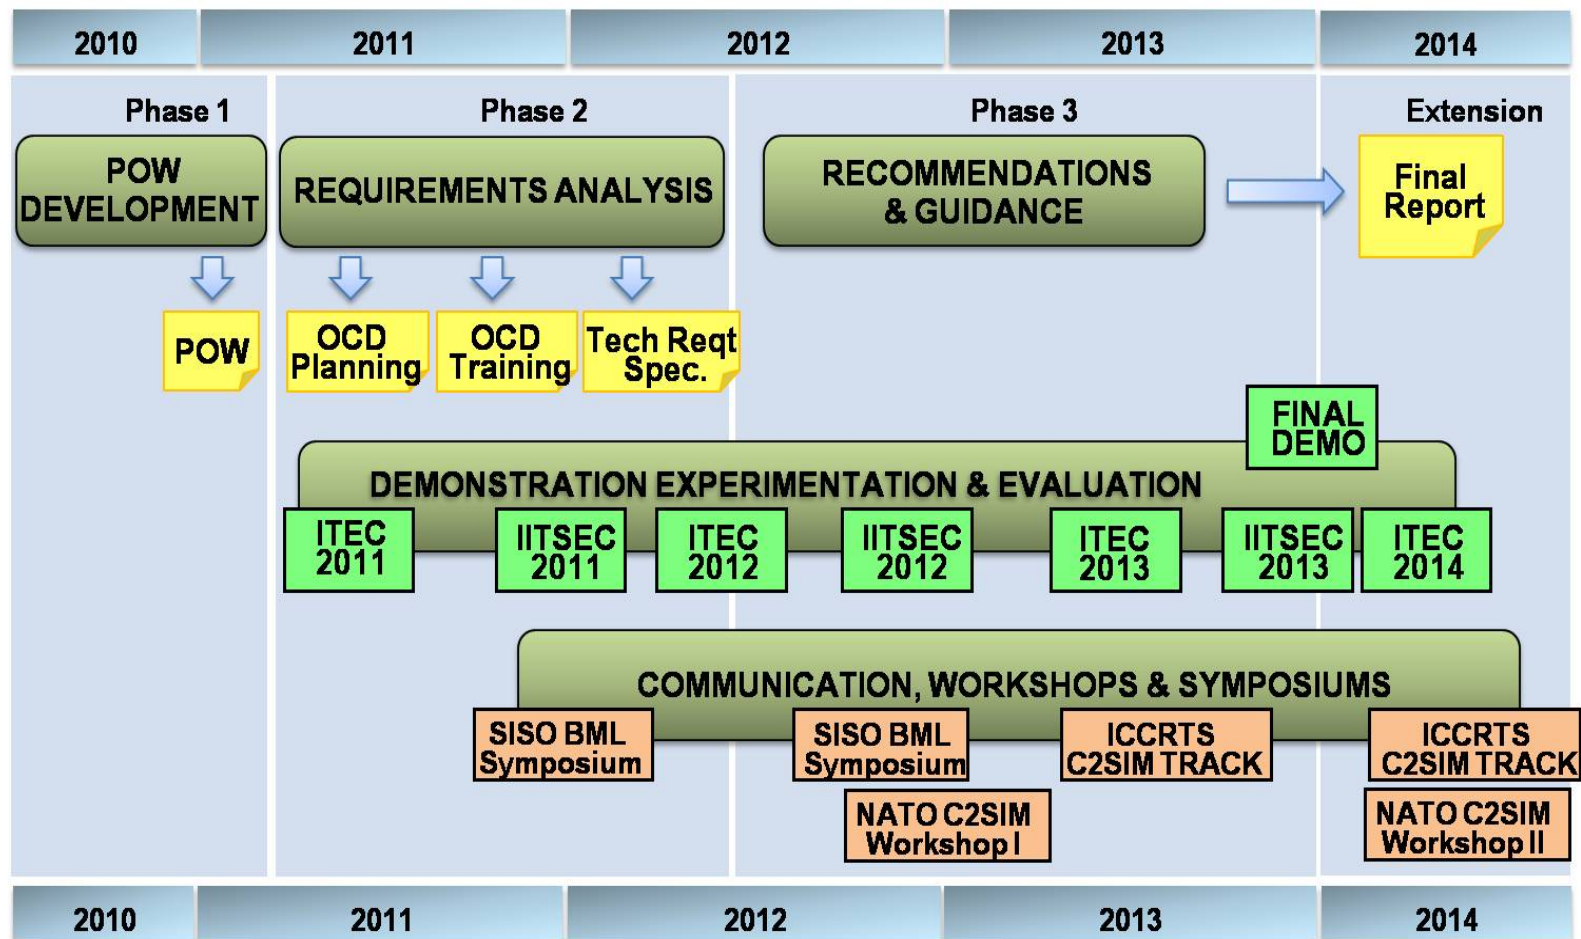 2010 2011 2012 2013 2014
Phase 1 Phase 2 Phase 3 Extension
POW
DEVELOPMENT
REQUIREMENTS ANALYSIS
RECOMMENDATIONS
& GUIDANCE
Final
Report
POW
OCD
Planning
OCD
Training
Tech Reqt
Spec.
FINAL
DEMO
DEMONSTRATION EXPERIMENTATION & EVALUATION
ITEC
2011
IITSEC
2011
ITEC
2012
IITSEC
2012
ITEC
2013
IITSEC
2013
ITEC
2014
COMMUNICATION, WORKSHOPS & SYMPOSIUMS
SISO BML
Symposium
SISO BML
Symposium
ICCRTS
C2SIM TRACK
ICCRTS
C2SIM TRACK
NATO C2SIM
Workshop I
NATO C2SIM
Workshop II
2010 2011 2012 2013 2014